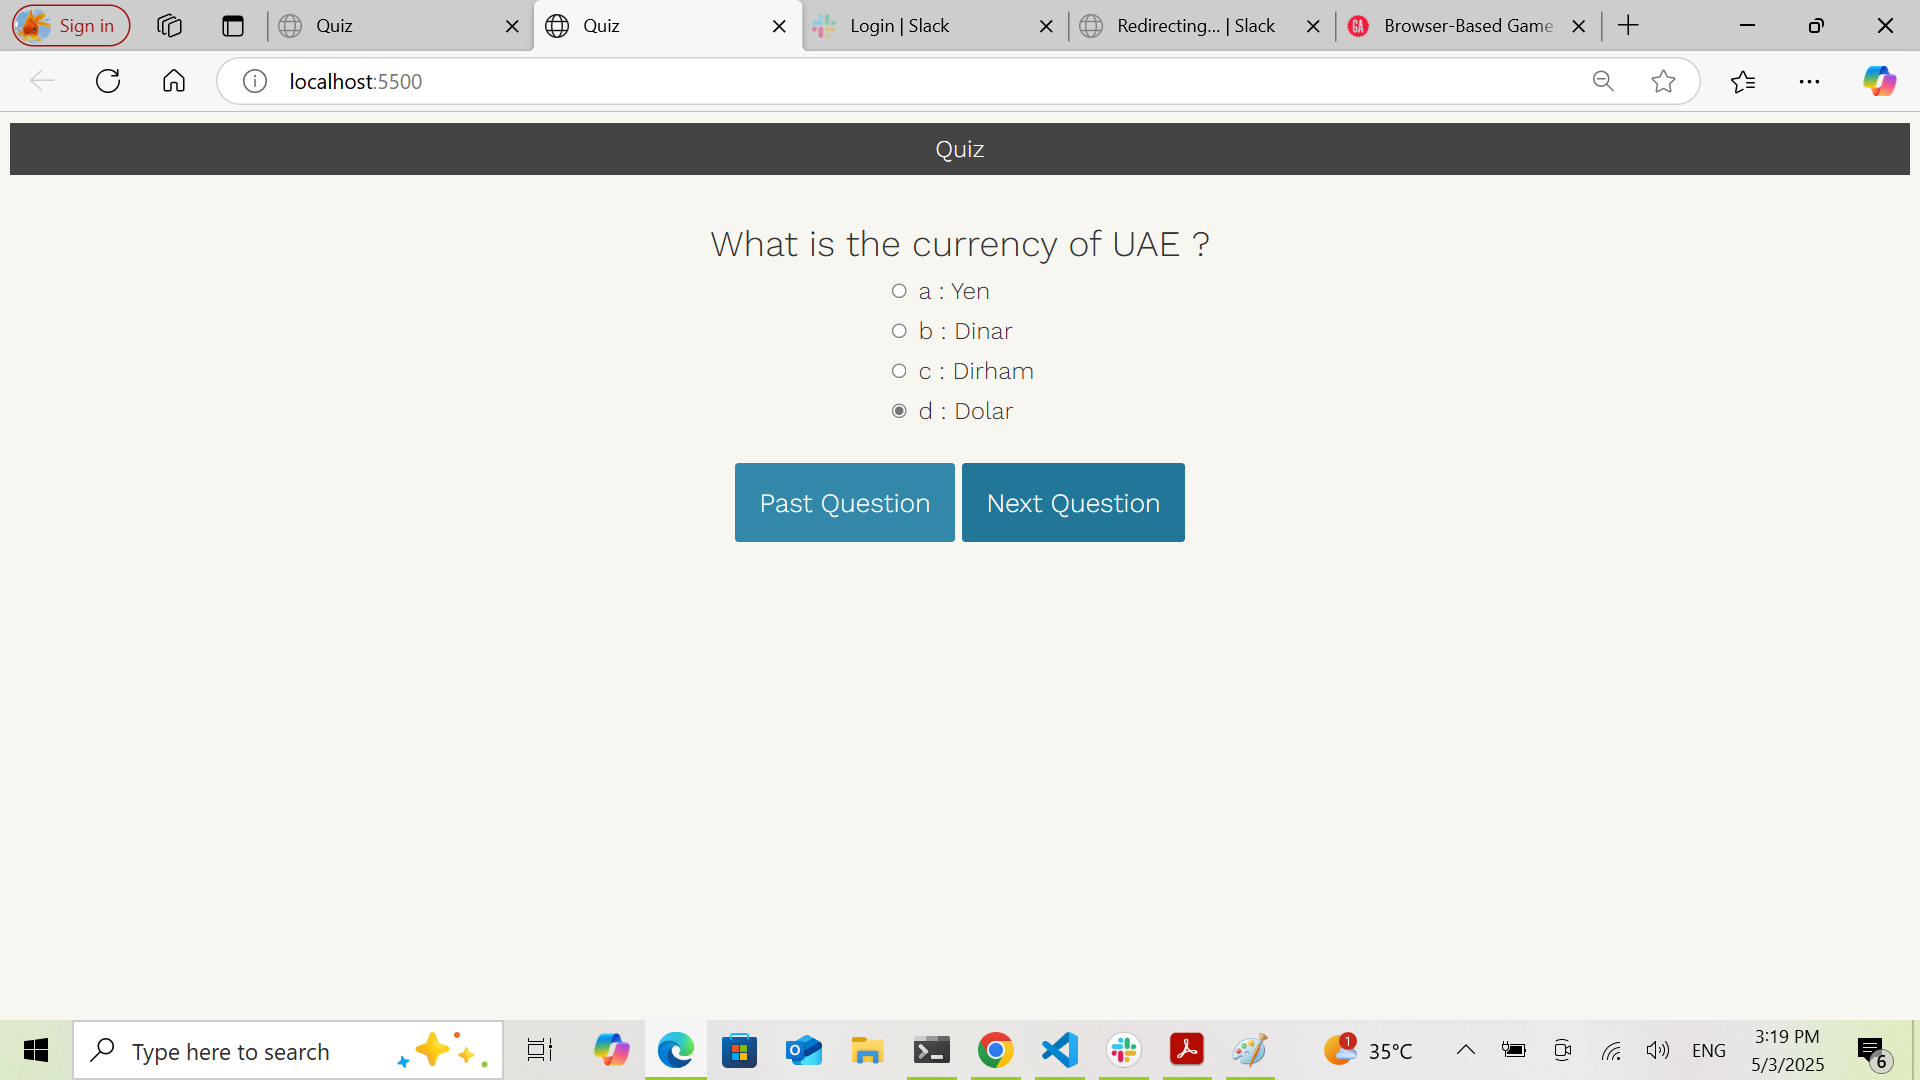 Sign in
Quiz
Quiz
Login | Slack
Redirecting... | Slack
GA
Browser-Based Game
localhost:5500
Quiz
What is the currency of UAE ?
a : Yen
b : Dinar
c : Dirham
d : Dolar
Past Question
Next Question
Type here to search
1
35°C
ENG
3:19 PM
5/3/2025
6